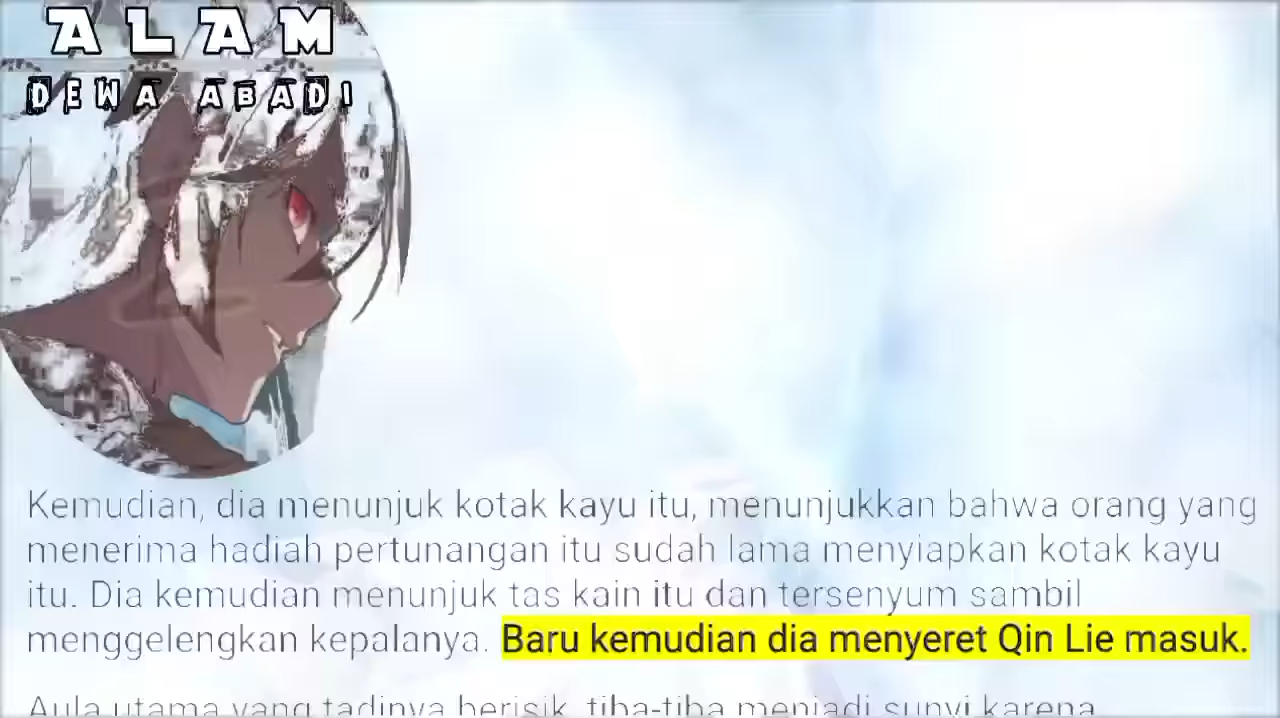 ALAM
DEWA ABADI
Kemudian, dia menunjuk kotak kayu itu, menunjukkan bahwa orang yang
menerima hadiah pertunangan itu sudah lama menyiapkan kotak kayu
itu. Dia kemudian menunjuk tas kain itu dan tersenyum sambil
menggelengkan kepalanya. Baru kemudian dia menyeret Qin Lie masuk.
Aula utama yang tadinya berisik, tiba-tiba menjadi sunyi karena